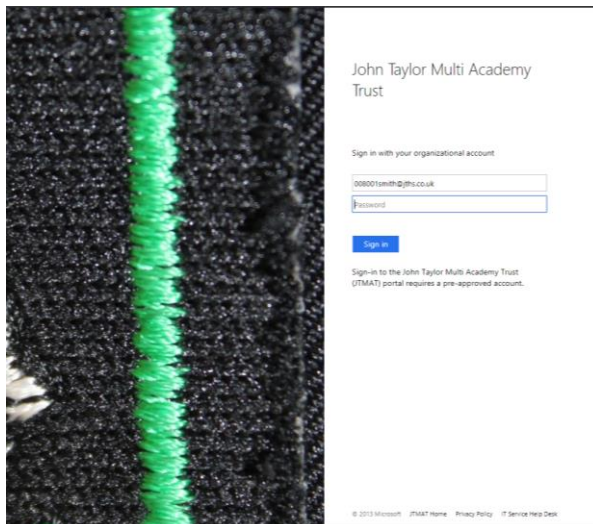 John Taylor Multi Academy
Trust
Sign in with your organizational account
008001smith@jths.co.uk
Password
Sign in
Sign-in to the John Taylor Multi Academy Trust
(JTMAT) portal requires a pre-approved account.
© 2013 Microsoft JTMAT Home Privacy Policy IT Service Help Desk